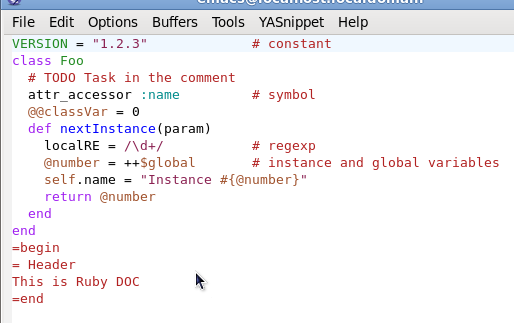 emacs@localhost.localdomain
File Edit Options Buffers Tools YASnippet Help
VERSION = "1.2.3"             # constant
class Foo
  # TODO Task in the comment
  attr_accessor :name         # symbol
  @@classVar = 0
  def nextInstance(param)
    localRE = /\d+/           # regexp
    @number = ++$global       # instance and global variables
    self.name = "Instance #{@number}"
    return @number
  end
end
=begin
= Header
This is Ruby DOC
=end